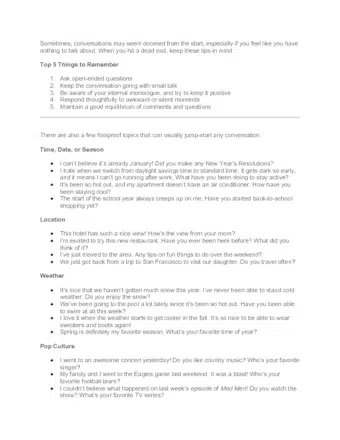 Sometimes, conversations may seem doomed from the start, especially if you feel like you have
nothing to talk about. When you hit a dead end, keep these tips in mind
Top 5 Things to Remember
1. Ask open-ended questions
2. Keep the conversation going with small talk
3. Be aware of your internal monologue, and try to keep it positive
4. Respond thoughtfully to awkward or silent moments
5. Maintain a good equilibrium of comments and questions
There are also a few foolproof topics that can usually jump-start any conversation.
Time, Date, or Season
• I can't believe it's already January! Did you make any New Year's Resolutions?
• I hate when we switch from daylight savings time to standard time. It gets dark so early,
and it means I can't go running after work. What have you been doing to stay active?
• It's been so hot out, and my apartment doesn't have an air conditioner. How have you
been staying cool?
• The start of the school year always creeps up on me. Have you started back-to-school
shopping yet?
Location
• This hotel has such a nice view! How's the view from your room?
• I'm excited to try this new restaurant. Have you ever been here before? What did you
think of it?
• I've just moved to the area. Any tips on fun things to do over the weekend?
• We just got back from a trip to San Francisco to visit our daughter. Do you travel often?
Weather
• It's nice that we haven't gotten much snow this year. I've never been able to stand cold
weather. Do you enjoy the snow?
• We've been going to the pool a lot lately since it's been so hot out. Have you been able
to swim at all this week?
• I love it when the weather starts to get cooler in the fall. It's so nice to be able to wear
sweaters and boots again!
• Spring is definitely my favorite season. What's your favorite time of year?
Pop Culture
• I went to an awesome concert yesterday! Do you like country music? Who's your favorite
singer?
• My family and I went to the Eagles game last weekend. It was a blast! Who's your
favorite football team?
• I couldn't believe what happened on last week's episode of Mad Men! Do you watch the
show? What's your favorite TV series?